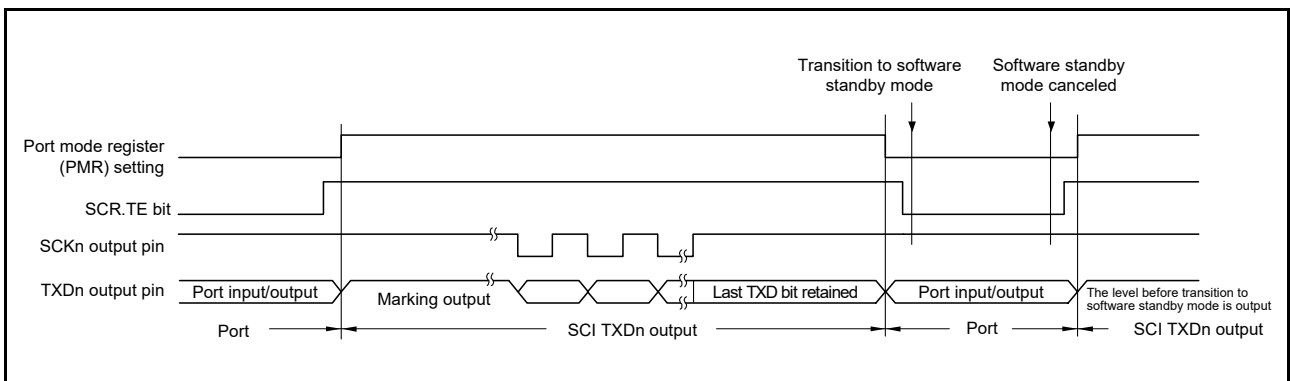 Transition to software
standby mode
Software standby
mode canceled
Port mode register
(PMR) setting
SCR.TE bit
SCKn output pin
TXDn output pin
Port input/output
Marking output
Last TXD bit retained
Port input/output
The level before transition to
software standby mode is output
Port
SCI TXDn output
Port
SCI TXDn output